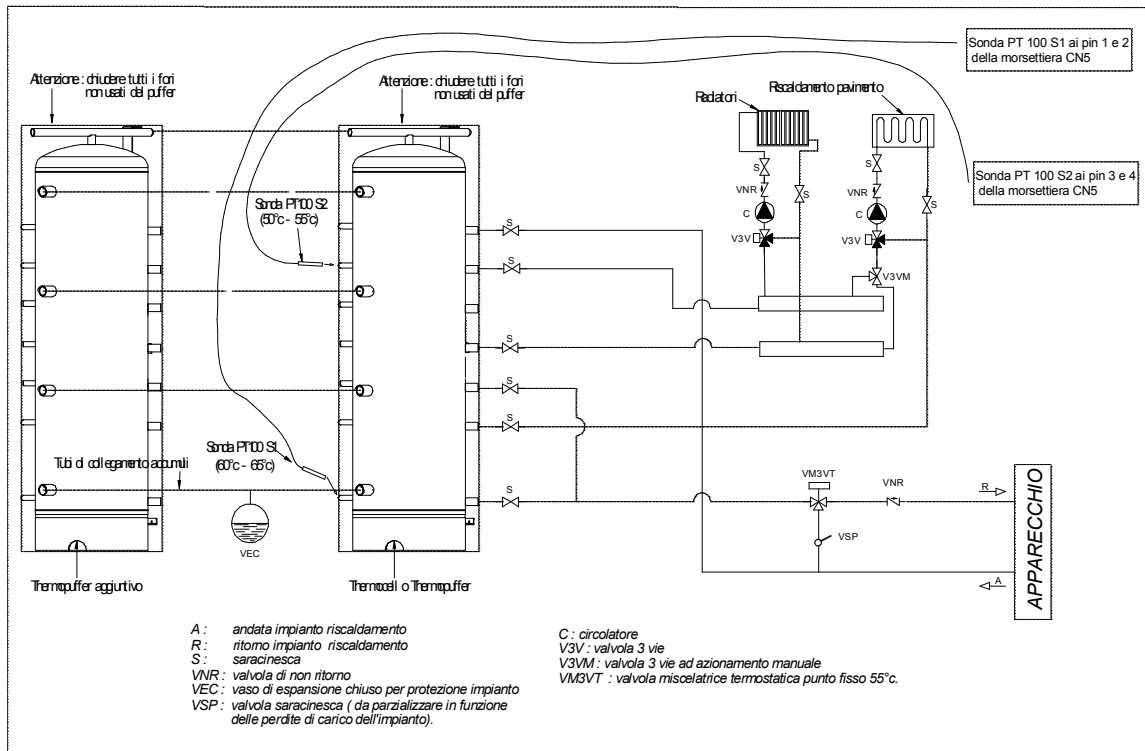 Sonda PT 100 S1 ai pin 1 e 2
della morsettiera CN5
Attenzione : chiudere tutti i fori
non usati del puffer
Attenzione : chiudere tutti i fori
non usati del puffer
Radiatori
Riscaldamento pavimento
S
S
Sonda PT 100 S2 ai pin 3 e 4
della morsettiera CN5
VNR
S
VNR
S
Sonda PT100 S2
(50°c - 55°c)
C
C
S
V3V
V3V
S
V3VM
S
S
S
Sonda PT100 S1
(60°c - 65°c)
Tubi di collegamento accumuli
S
VM3VT
VNR
R
VSP
VEC
A
APPARECCHIO
Thermopuffer aggiuntivo
Thermocell o Thermopuffer
A : andata impianto riscaldamento
R : ritorno impianto riscaldamento
S : saracinesca
VNR : valvola di non ritorno
VEC : vaso di espansione chiuso per protezione impianto
VSP : valvola saracinesca ( da parzializzare in funzione
delle perdite di carico dell'impianto).
C : circolatore
V3V : valvola 3 vie
V3VM : valvola 3 vie ad azionamento manuale
VM3VT : valvola miscelatrice termostatica punto fisso 55°c.